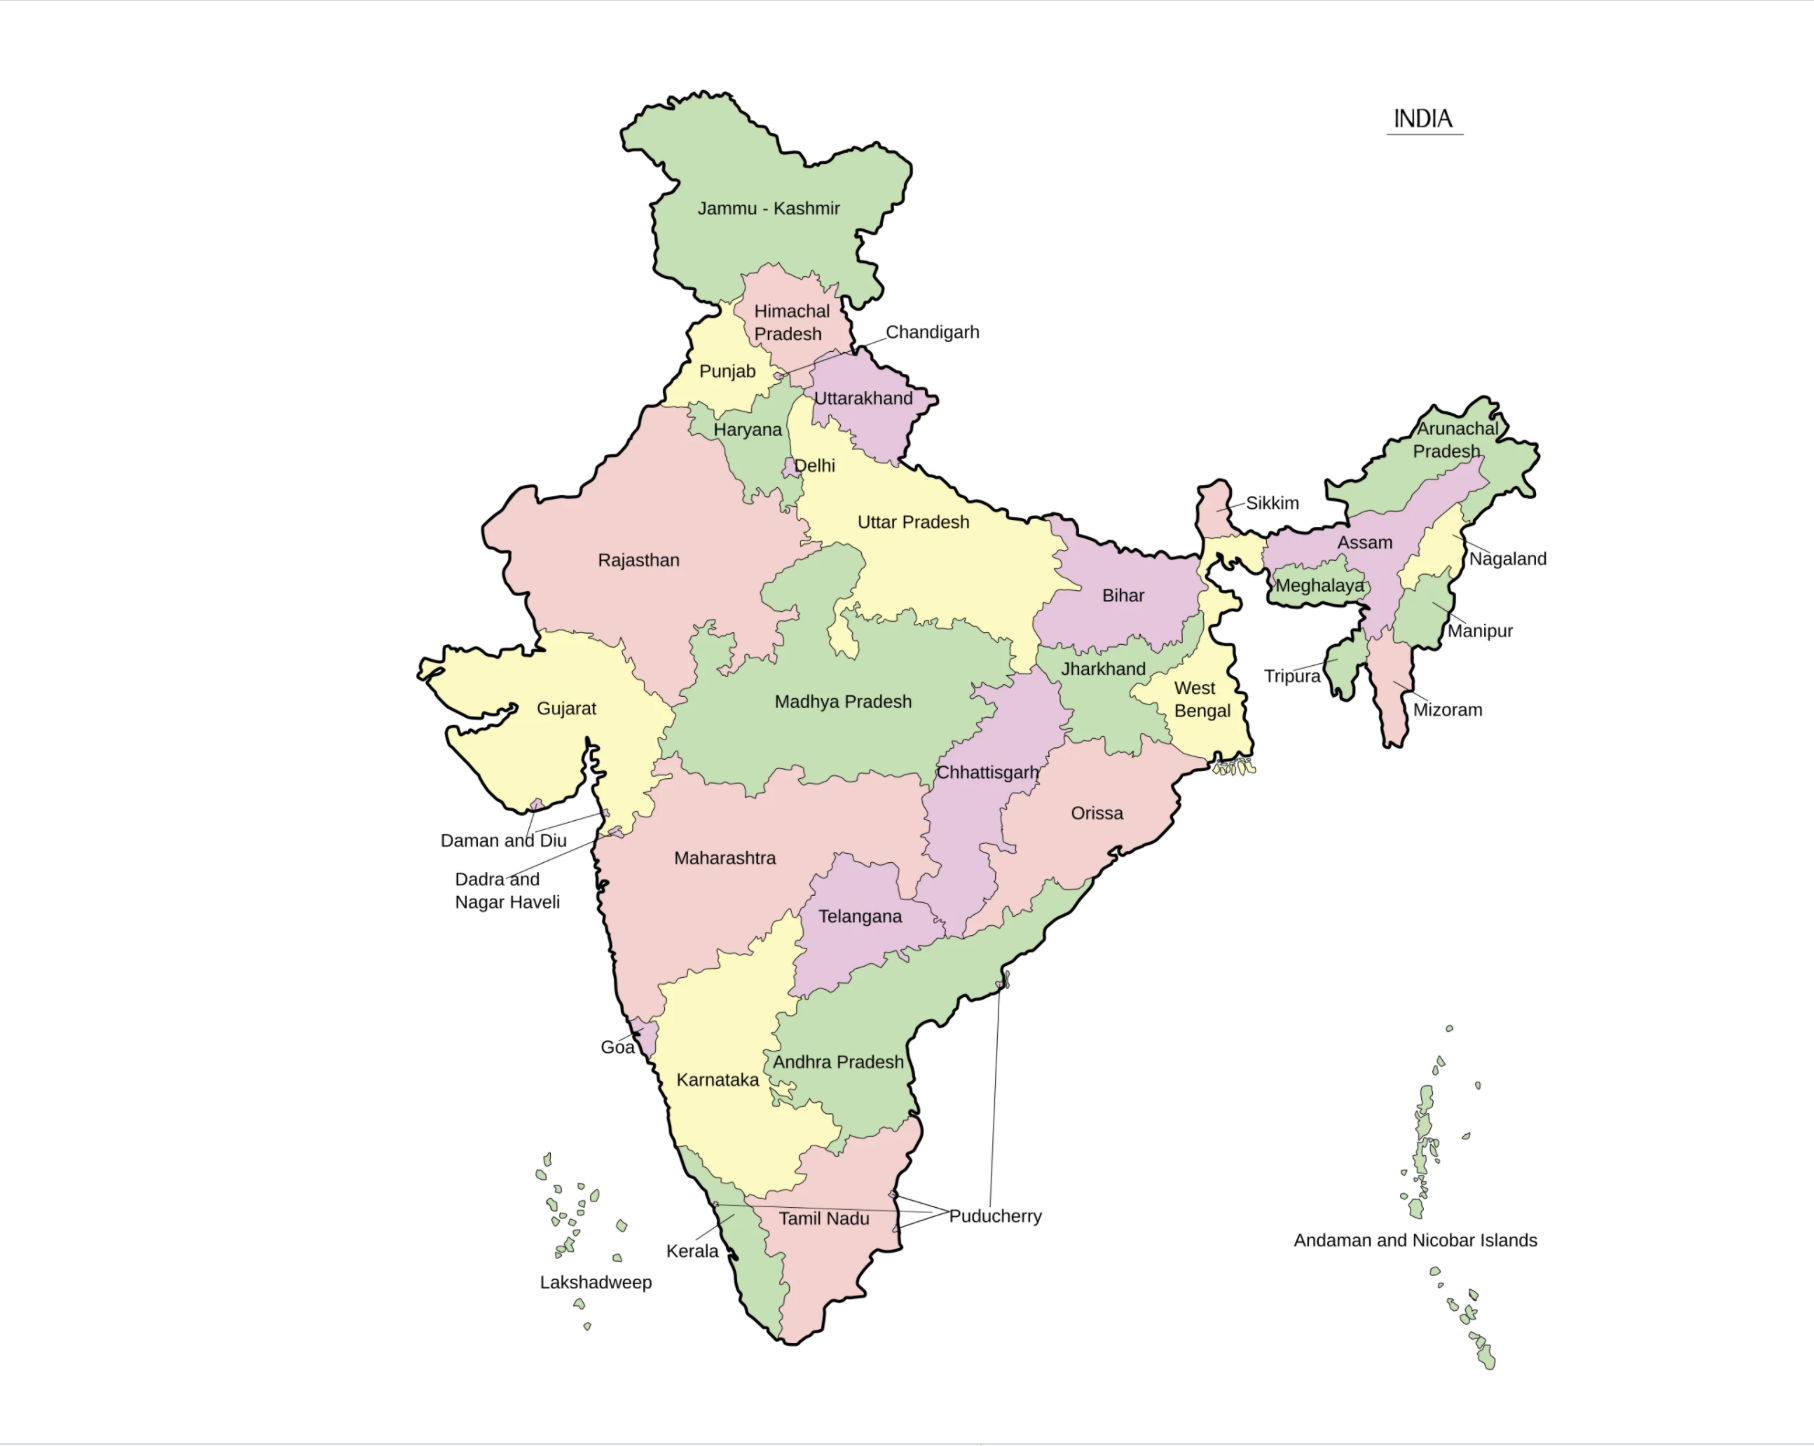 INDIA
Jammu - Kashmir
Himachal
Pradesh
Chandigarh
Punjab
Uttarakhand
Haryana
Delhi
Arunachal
Pradesh
Sikkim
Uttar Pradesh
Rajasthan
Assam
Nagaland
Meghalaya
Bihar
Manipur
Jharkhand
Tripura
West
Bengal
Mizoram
Gujarat
Madhya Pradesh
Chhattisgarh
Orissa
Daman and Diu
Maharashtra
Dadra and
Nagar Haveli
Telangana
Goa
Andhra Pradesh
Karnataka
Puducherry
Tamil Nadu
Kerala
Andaman and Nicobar Islands
Lakshadweep